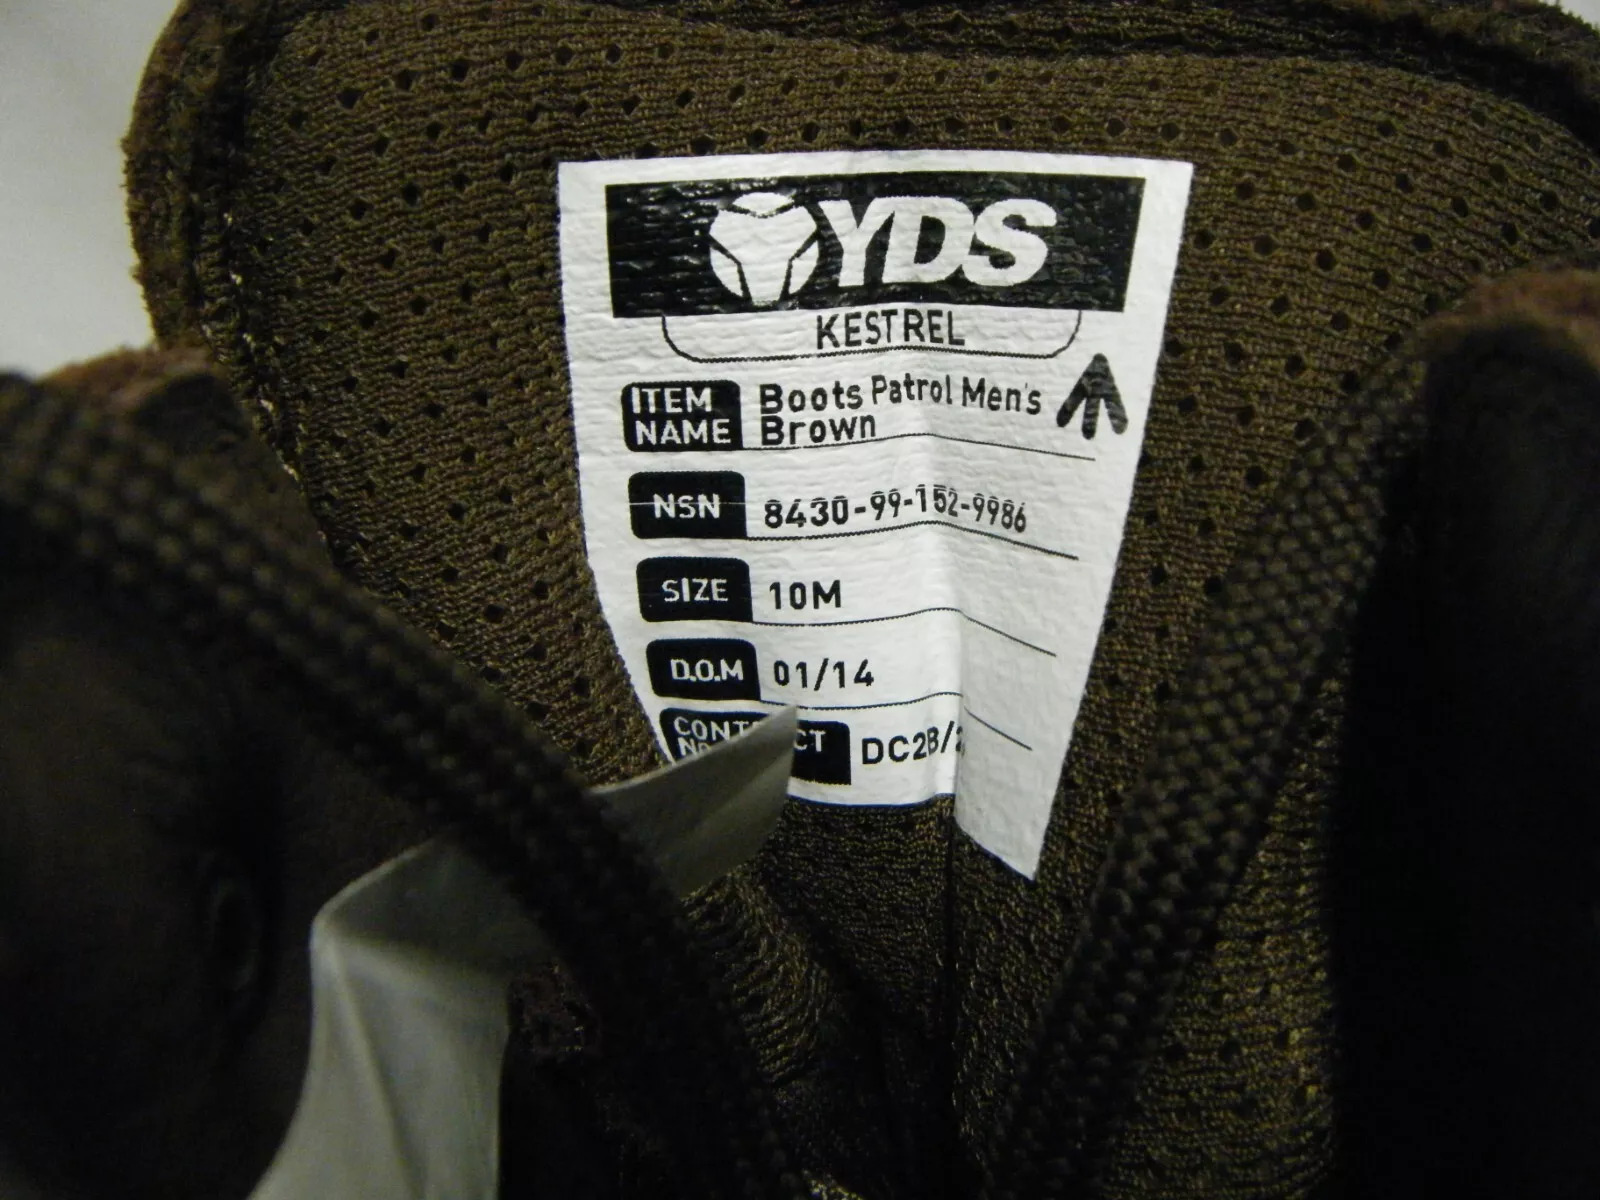 YDS
KESTREL
ITEM NAME Boots Patrol Men's
Brown
NSN 8430-99-152-9986
SIZE 10M
D.O.M 01/14
DC2B/